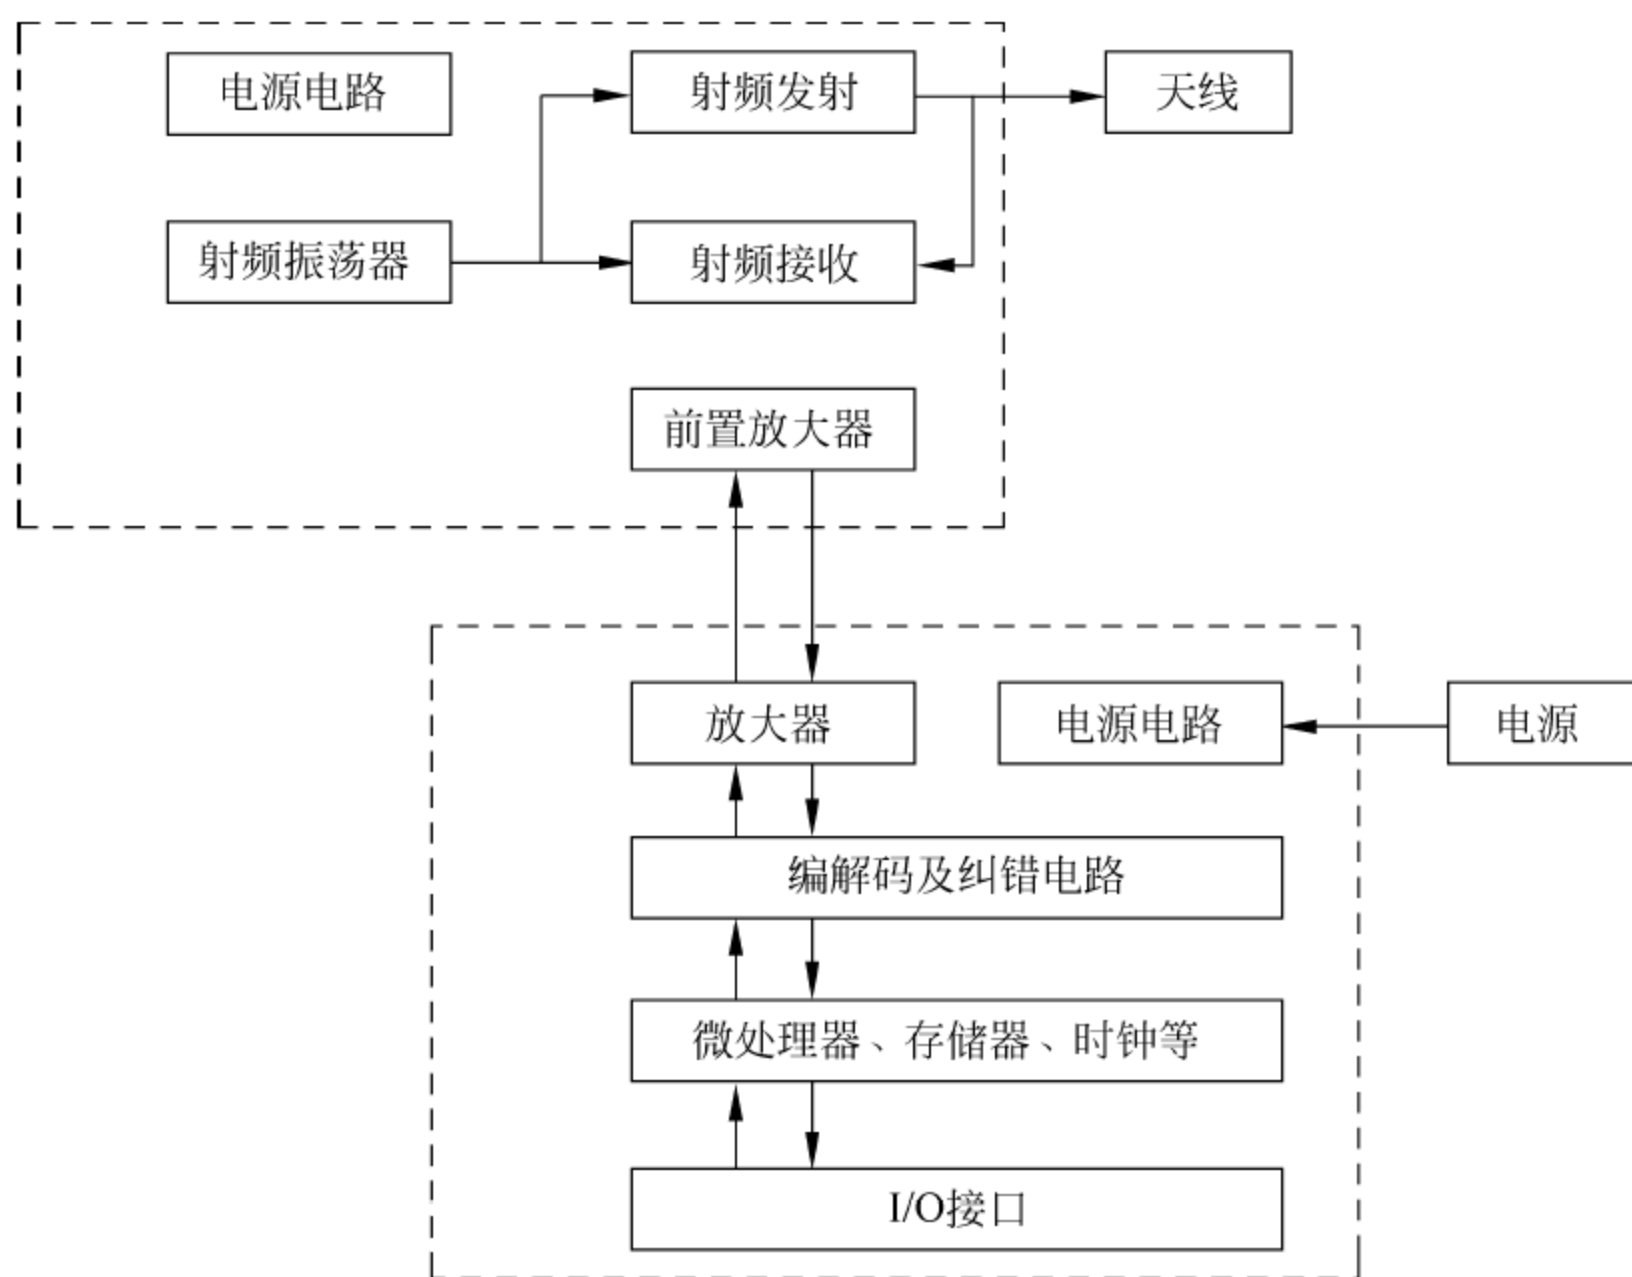 电源电路
射频发射
天线
射频振荡器
射频接收
前置放大器
放大器
电源电路
电源
编解码及纠错电路
微处理器、存储器、时钟等
I/O接口